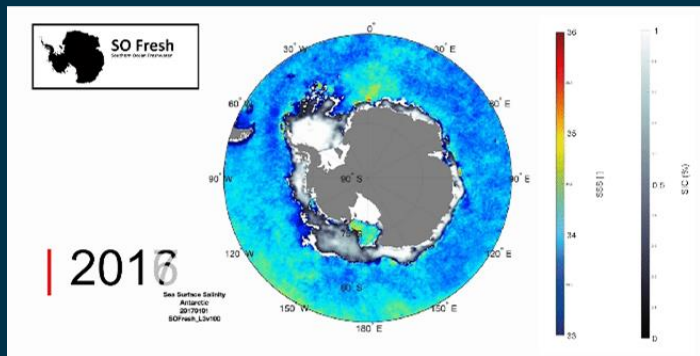 SO Fresh
Southern Ocean Freshwater
0°
30° W
30° E
60° W
60° E
90° W
90° S
90° E
120° W
120° E
150° W
150° E
180° E
60° S
Sea Surface Salinity
Antarctic
20170101
SOFresh_L3v100
36
35
34
33
SSS [ ]
1
0.5
0
SIC (%)